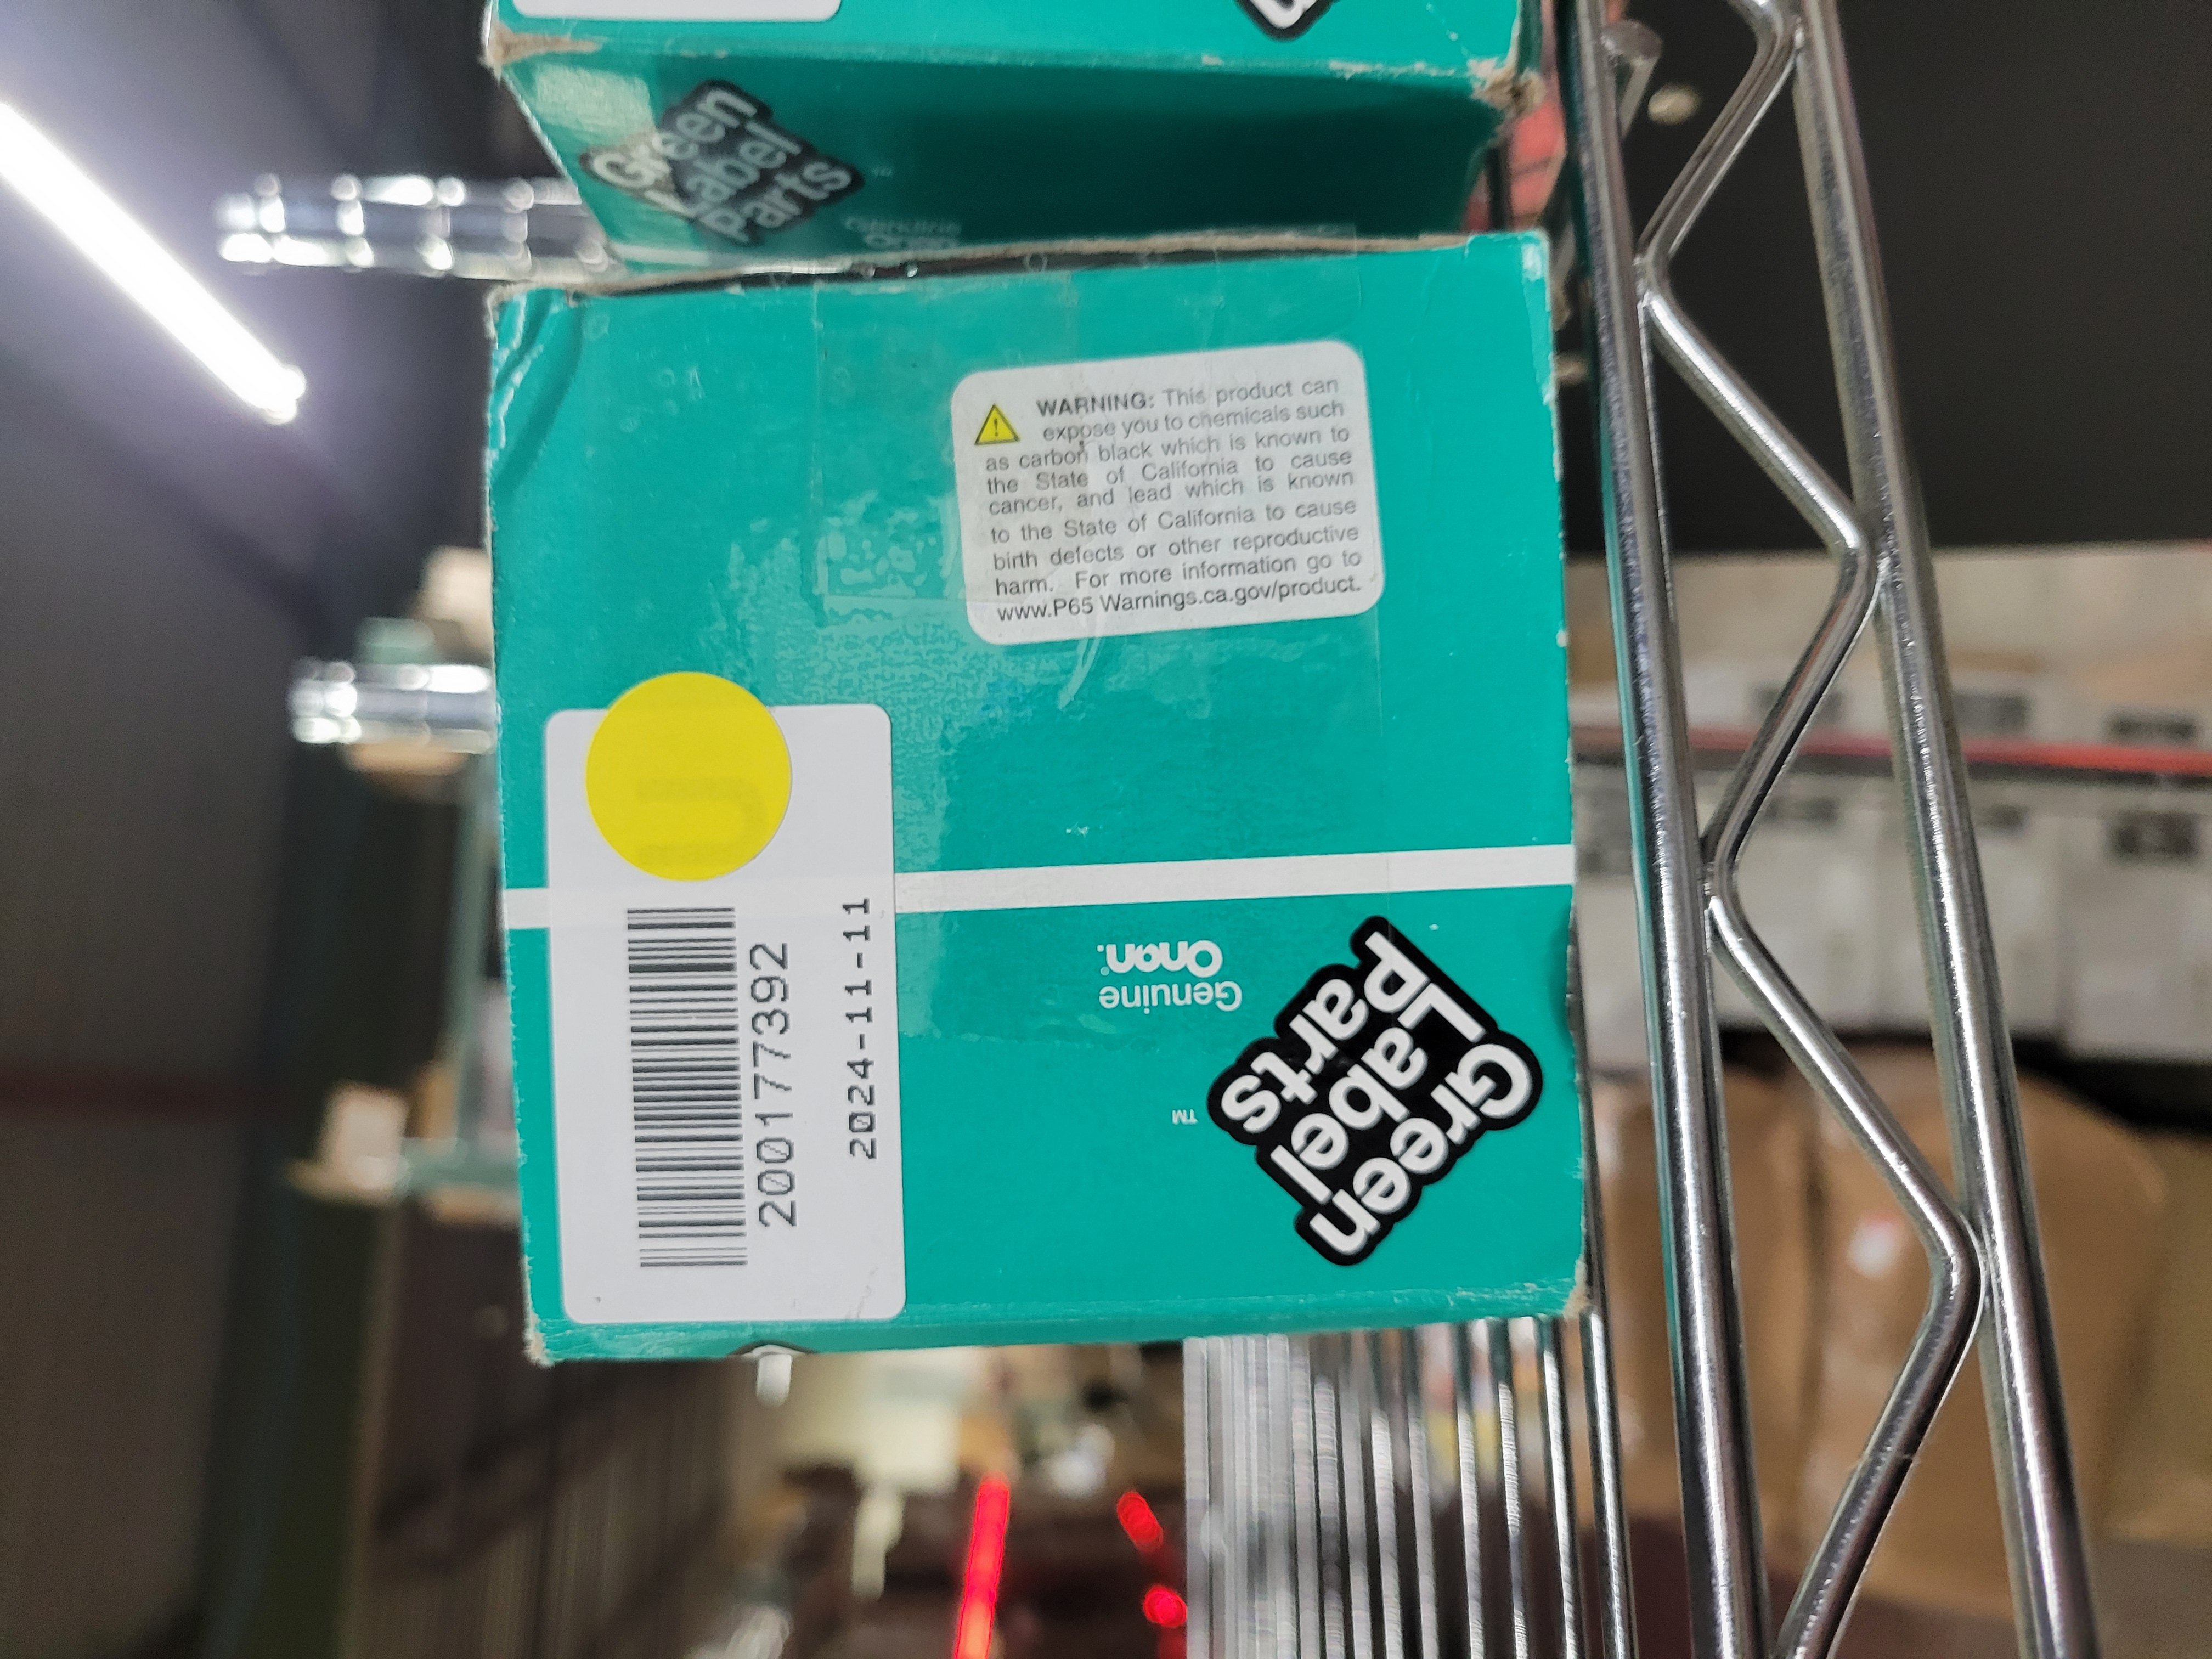 Green
Label
Parts
Genuine
WARNING: This product can
expose you to chemicals such
as carbon black which is known to
the State of California to cause
cancer, and lead which is known
to the State of California to cause
birth defects or other reproductive
harm. For more information go to
www.P65 Warnings.ca.gov/product.
200177392
2024-11-11
Genuine
Onan.
Green
Label
Parts
TM